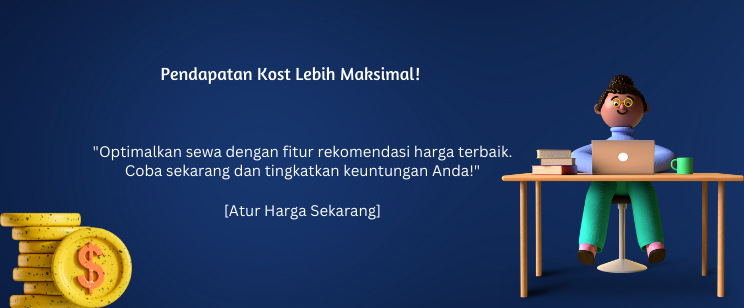 Pendapatan Kost Lebih Maksimal!
"Optimalkan sewa dengan fitur rekomendasi harga terbaik.
Coba sekarang dan tingkatkan keuntungan Anda!"
[Atur Harga Sekarang]
$